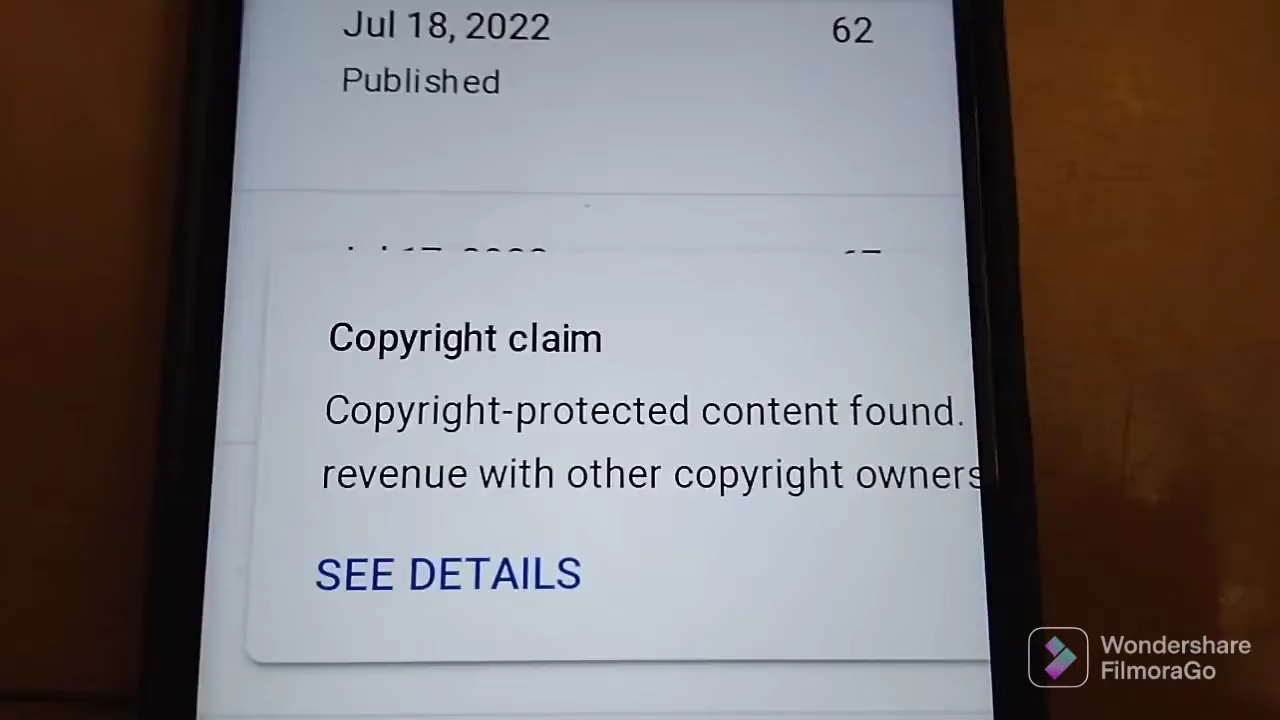 Jul 18, 2022 62
Published
Copyright claim
Copyright-protected content found.
revenue with other copyright owners
SEE DETAILS
Wondershare
FilmoraGo